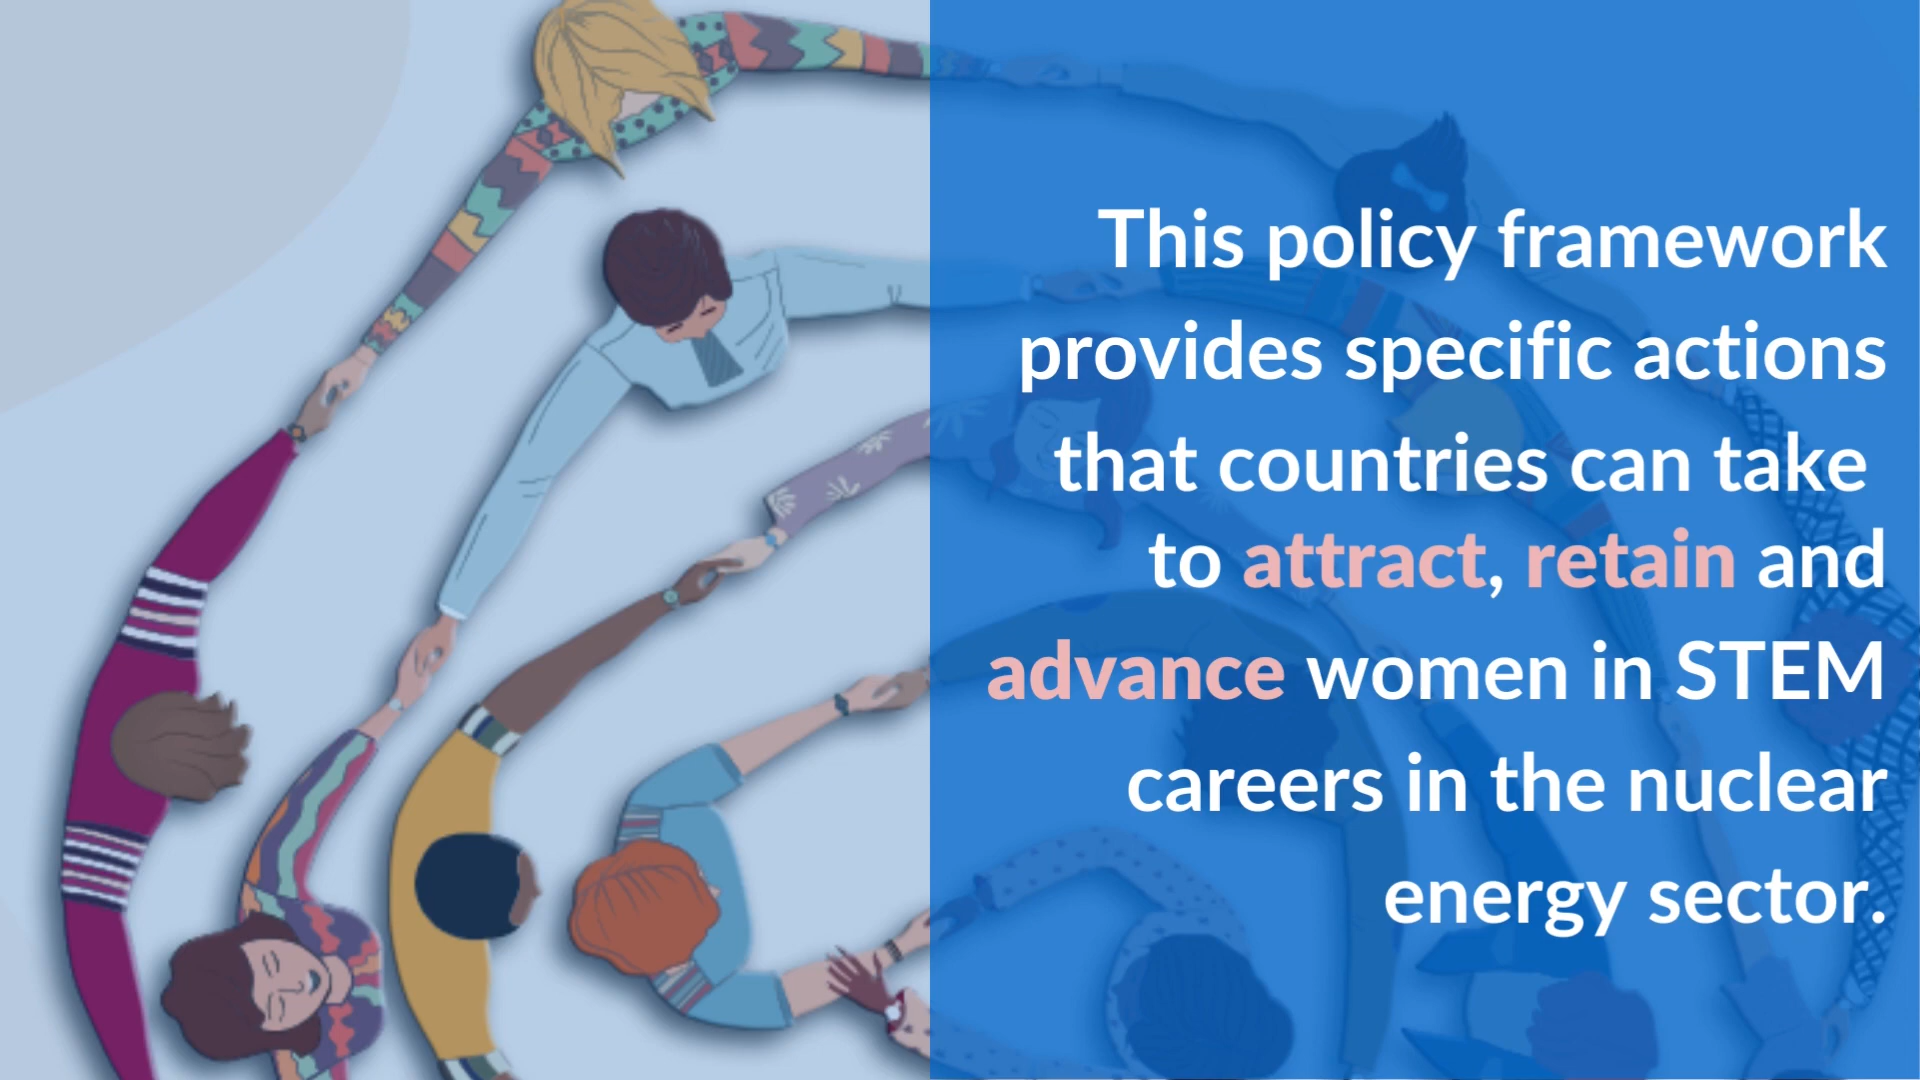 This policy framework
provides specific actions
that countries can take
to attract, retain and
advance women in STEM
careers in the nuclear
energy sector.